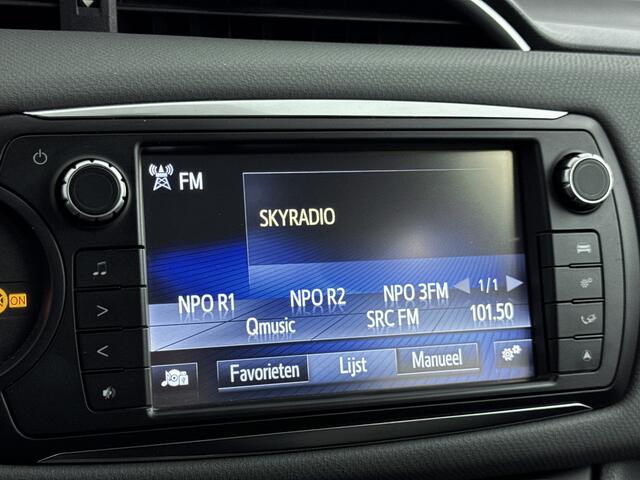 FM
SKYRADIO
NPO R1 NPO R2 NPO 3FM 1/1
Qmusic SRC FM 101.50
Favorieten Lijst Manueel
ON